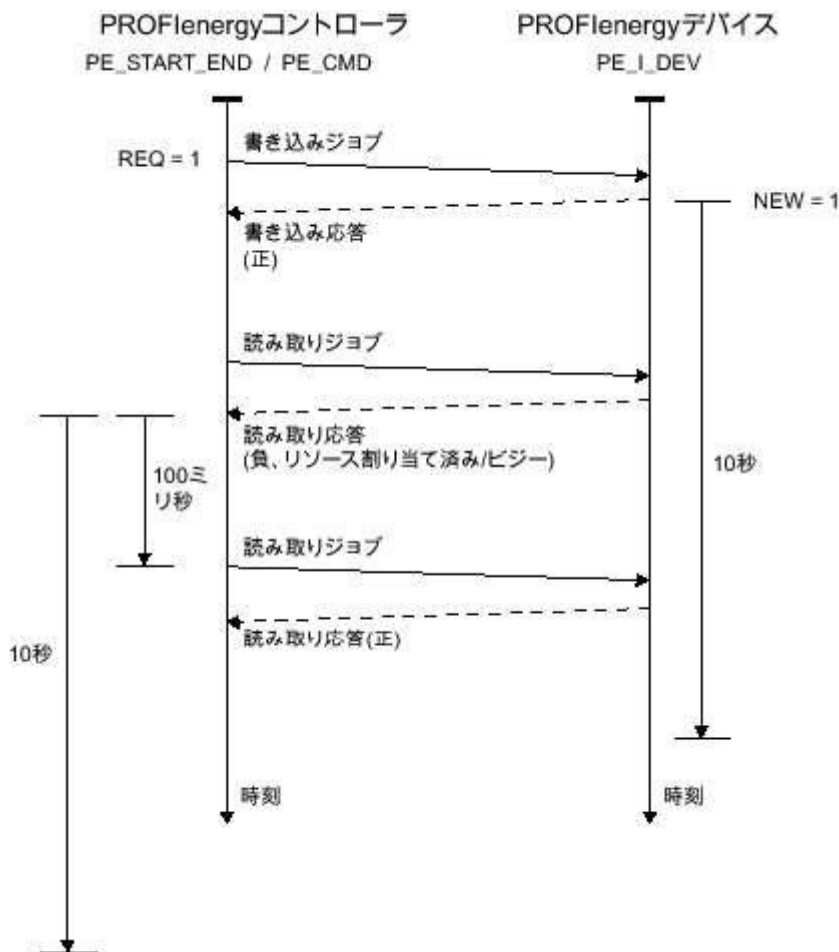 PROFIenergyコントローラ
PROFIenergyデバイス
PE_START_END / PE_CMD
PE_I_DEV
書き込みジョブ
REQ = 1
NEW = 1
書き込み応答
(正)
読み取りジョブ
読み取り応答
(負、リソース割り当て済み/ビジー)
100ミ
リ秒
10秒
読み取りジョブ
読み取り応答(正)
10秒
時刻
時刻